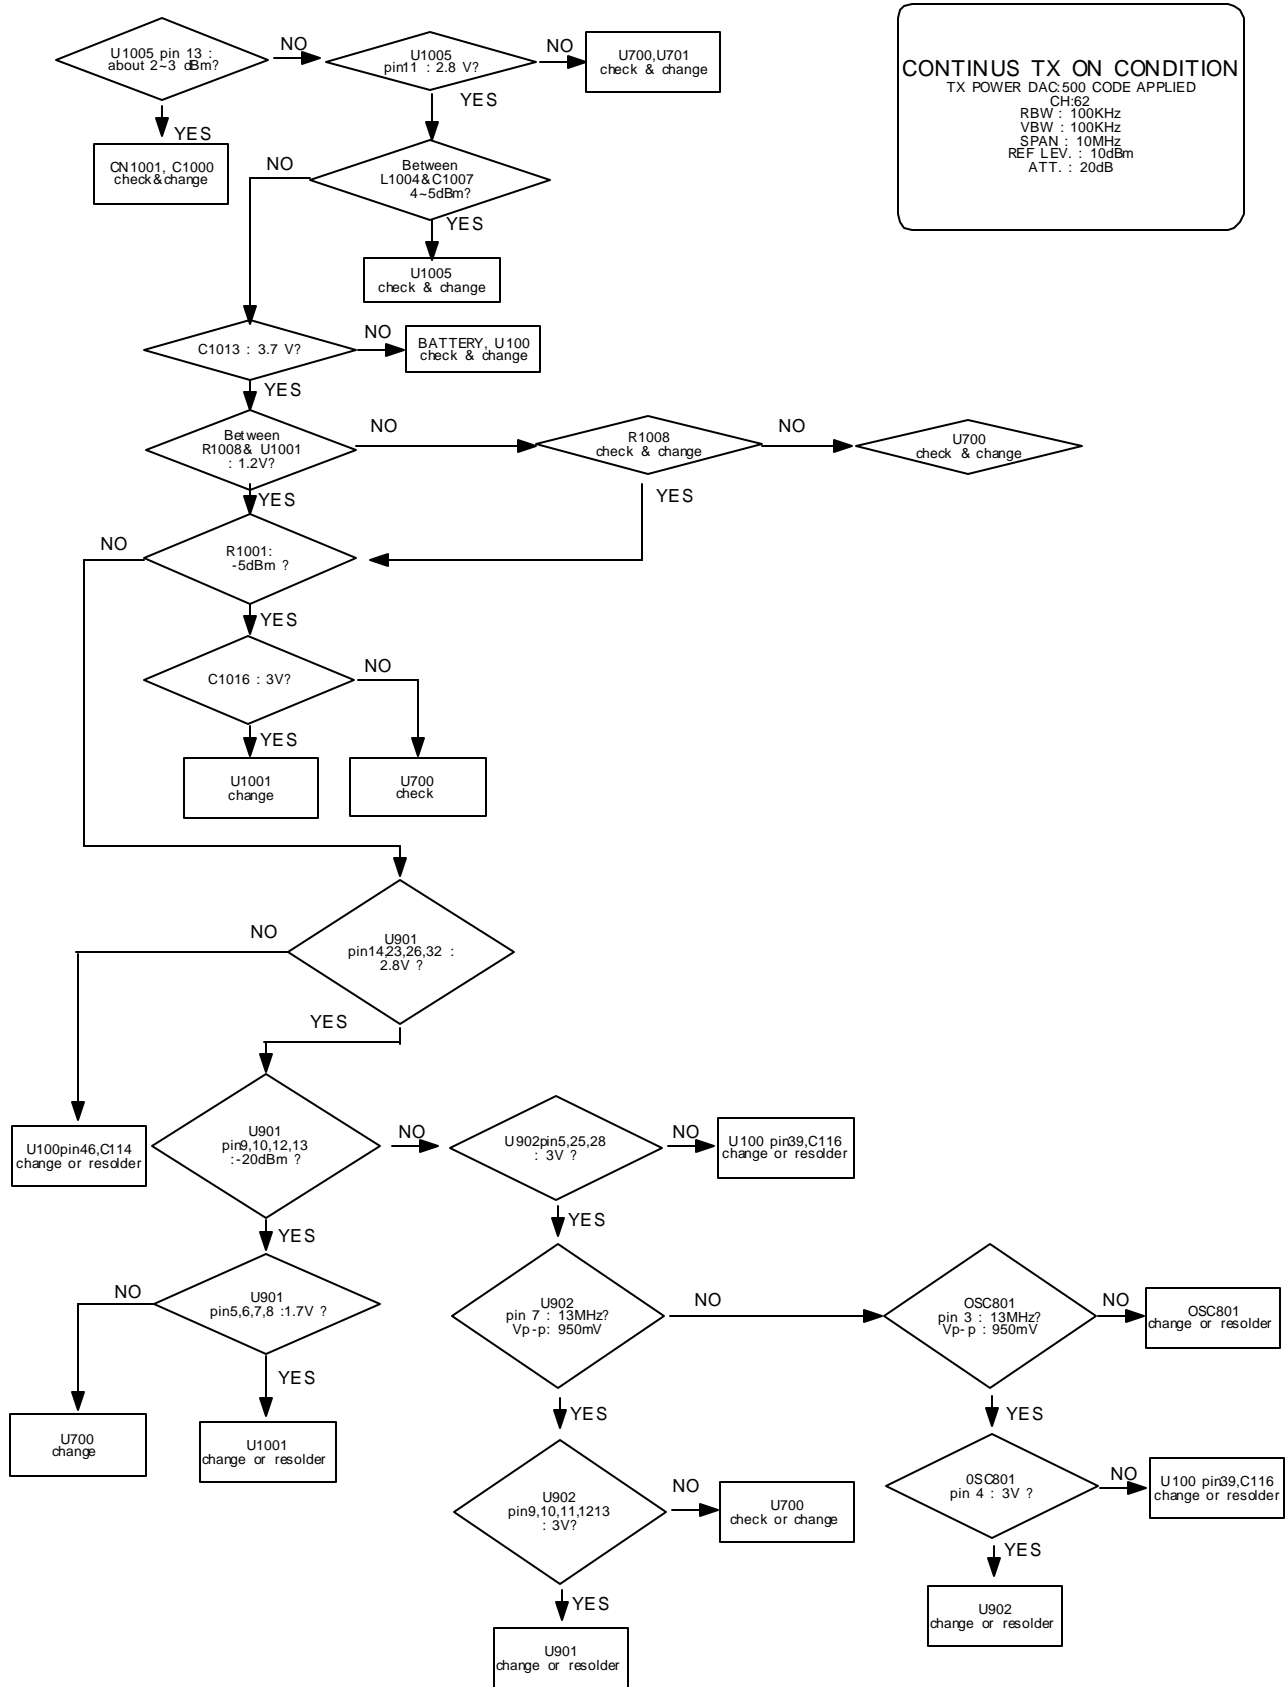 U1005 pin 13 :
about 2~3 dBm?
NO
U1005
pin11 : 2.8 V?
NO
U700,U701
check & change
CONTINUS TX ON CONDITION
TX POWER DAC:500 CODE APPLIED
CH:62
RBW : 100KHz
VBW : 100KHz
SPAN : 10MHz
REF LEV. : 10dBm
ATT. : 20dB
YES
YES
CN1001, C1000
check&change
NO
Between
L1004&C1007
4~5dBm?
YES
U1005
check & change
C1013 : 3.7 V?
NO
BATTERY, U100
check & change
YES
Between
R1008& U1001
: 1.2V?
NO
R1008
check & change
NO
U700
check & change
YES
YES
NO
R1001:
-5dBm ?
YES
C1016 : 3V?
NO
YES
U1001
change
U700
check
NO
U901
pin14,23,26,32 :
2.8V ?
YES
U100pin46,C114
change or resolder
U901
pin9,10,12,13
:-20dBm ?
NO
U902pin5,25,28
: 3V ?
NO
U100 pin39,C116
change or resolder
YES
YES
NO
U901
pin5,6,7,8 :1.7V ?
U902
pin 7 : 13MHz?
Vp-p: 950mV
NO
OSC801
pin 3 : 13MHz?
Vp-p : 950mV
NO
OSC801
change or resolder
YES
YES
YES
U700
change
U1001
change or resolder
U902
pin9,10,11,1213
: 3V?
NO
U700
check or change
0SC801
pin 4 : 3V ?
NO
U100 pin39,C116
change or resolder
YES
YES
U901
change or resolder
U902
change or resolder